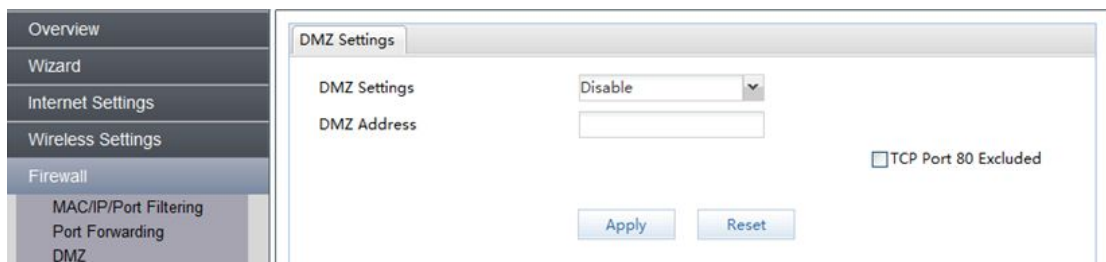 Overview
Wizard
Internet Settings
Wireless Settings
Firewall
MAC/IP/Port Filtering
Port Forwarding
DMZ
DMZ Settings
DMZ Settings Disable
DMZ Address
TCP Port 80 Excluded
Apply Reset